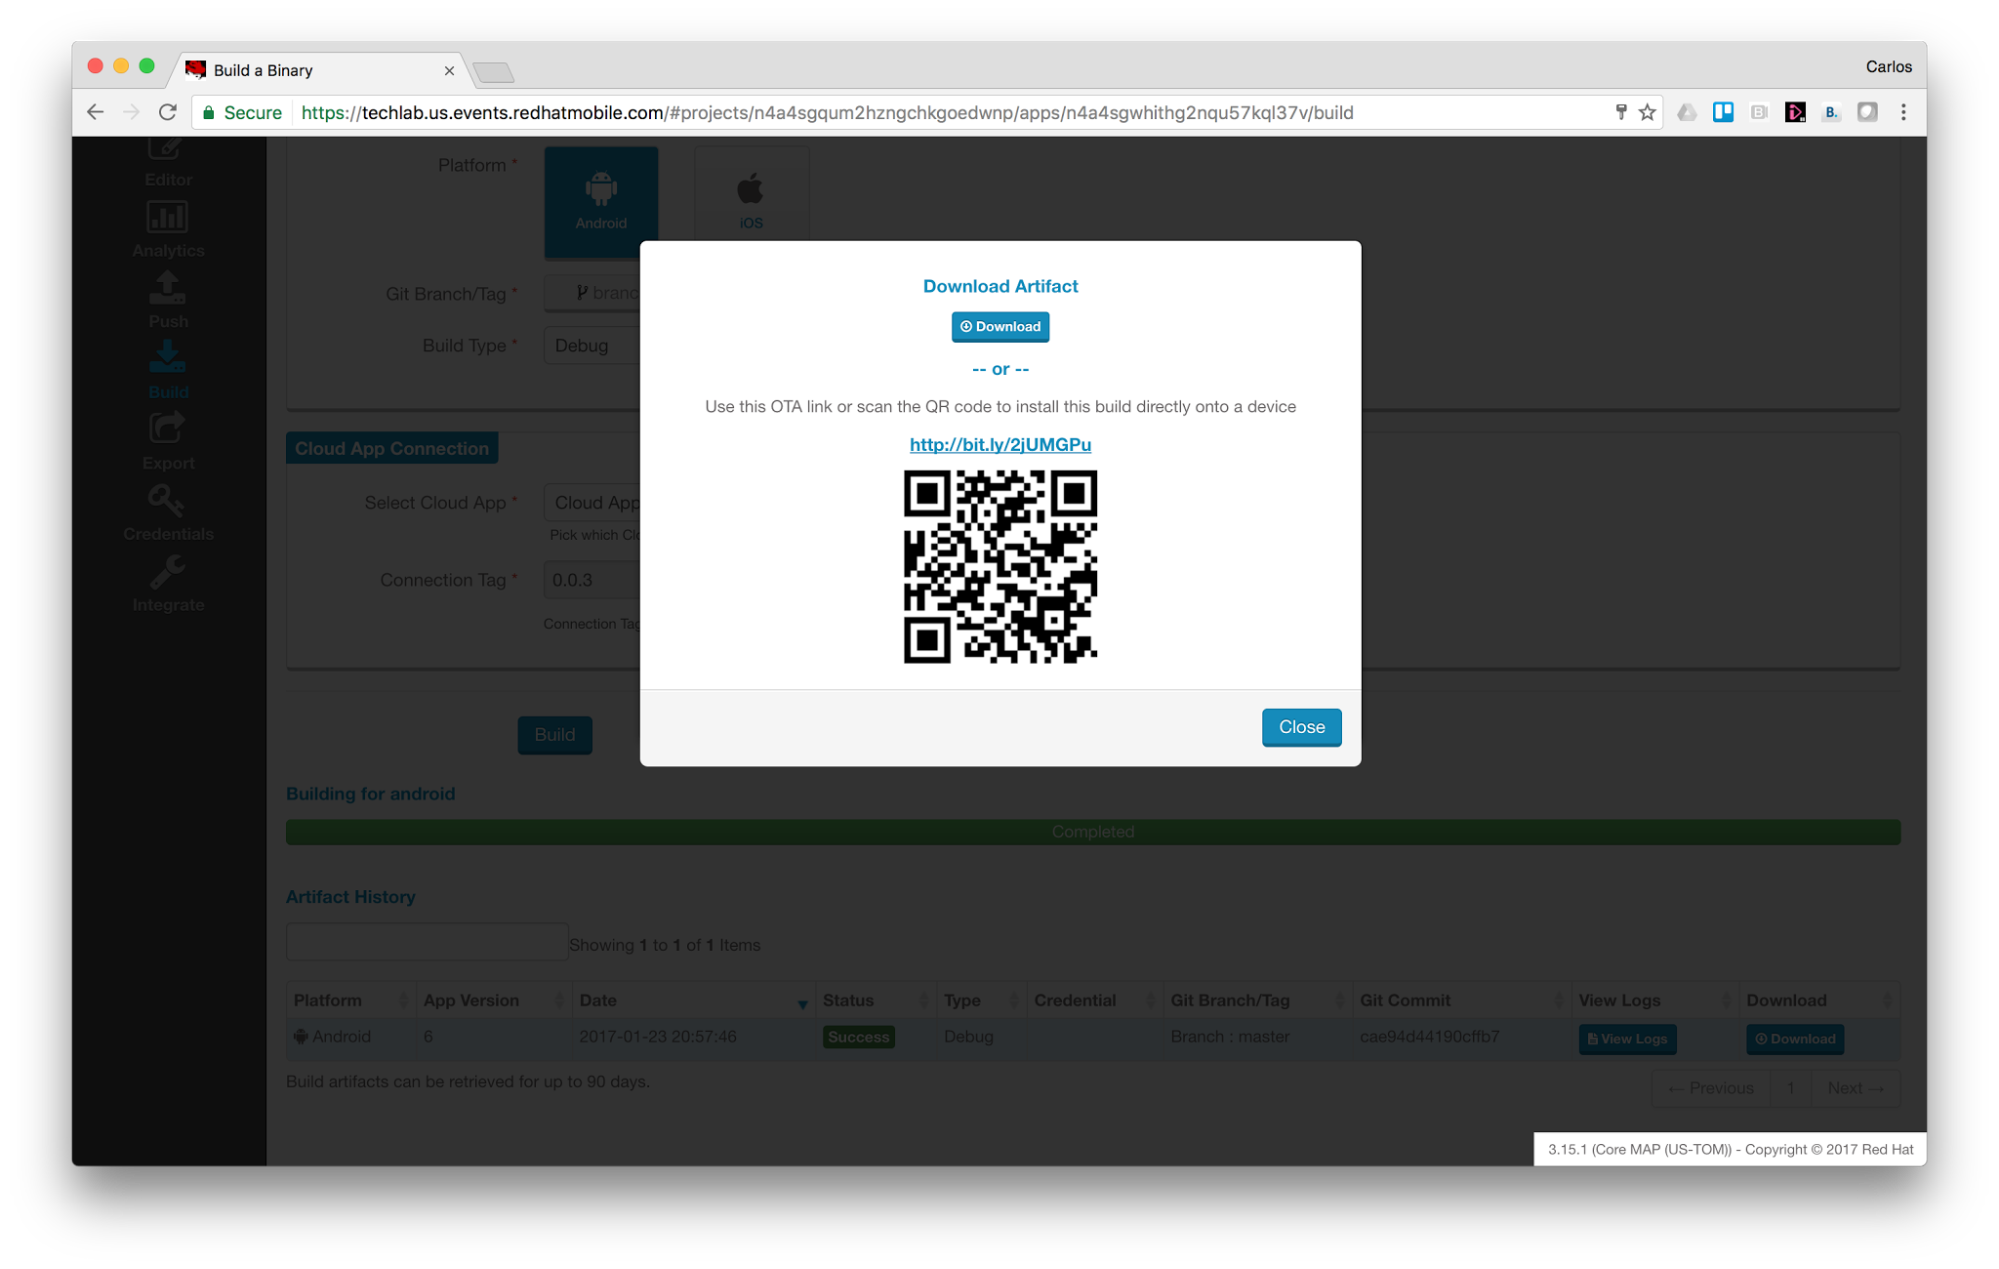 Build a Binary
Carlos
Secure https://techlab.us.events.redhatmobile.com/#projects/n4a4sgqum2hzngchkgoedwnp/apps/n4a4sgwhithg2nqu57kql37v/build
B.
Editor
Analytics
Push
Build
Export
Credentials
Integrate
Platform *
Android
iOS
Git Branch/Tag *
branc
Build Type *
Debug
Cloud App Connection
Select Cloud App *
Cloud App
Pick which Clo
Connection Tag *
0.0.3
Connection Tag
Download Artifact
Download
-- or --
Use this OTA link or scan the QR code to install this build directly onto a device
http://bit.ly/2jUMGPu
Close
Build
Building for android
Completed
Artifact History
Showing 1 to 1 of 1 Items
Platform App Version Date Status Type Credential Git Branch/Tag Git Commit View Logs Download
Android 6 2017-01-23 20:57:46 Success Debug Branch : master cae94d44190cffb7 View Logs Download
Build artifacts can be retrieved for up to 90 days.
← Previous 1 Next →
3.15.1 (Core MAP (US-TOM)) - Copyright © 2017 Red Hat